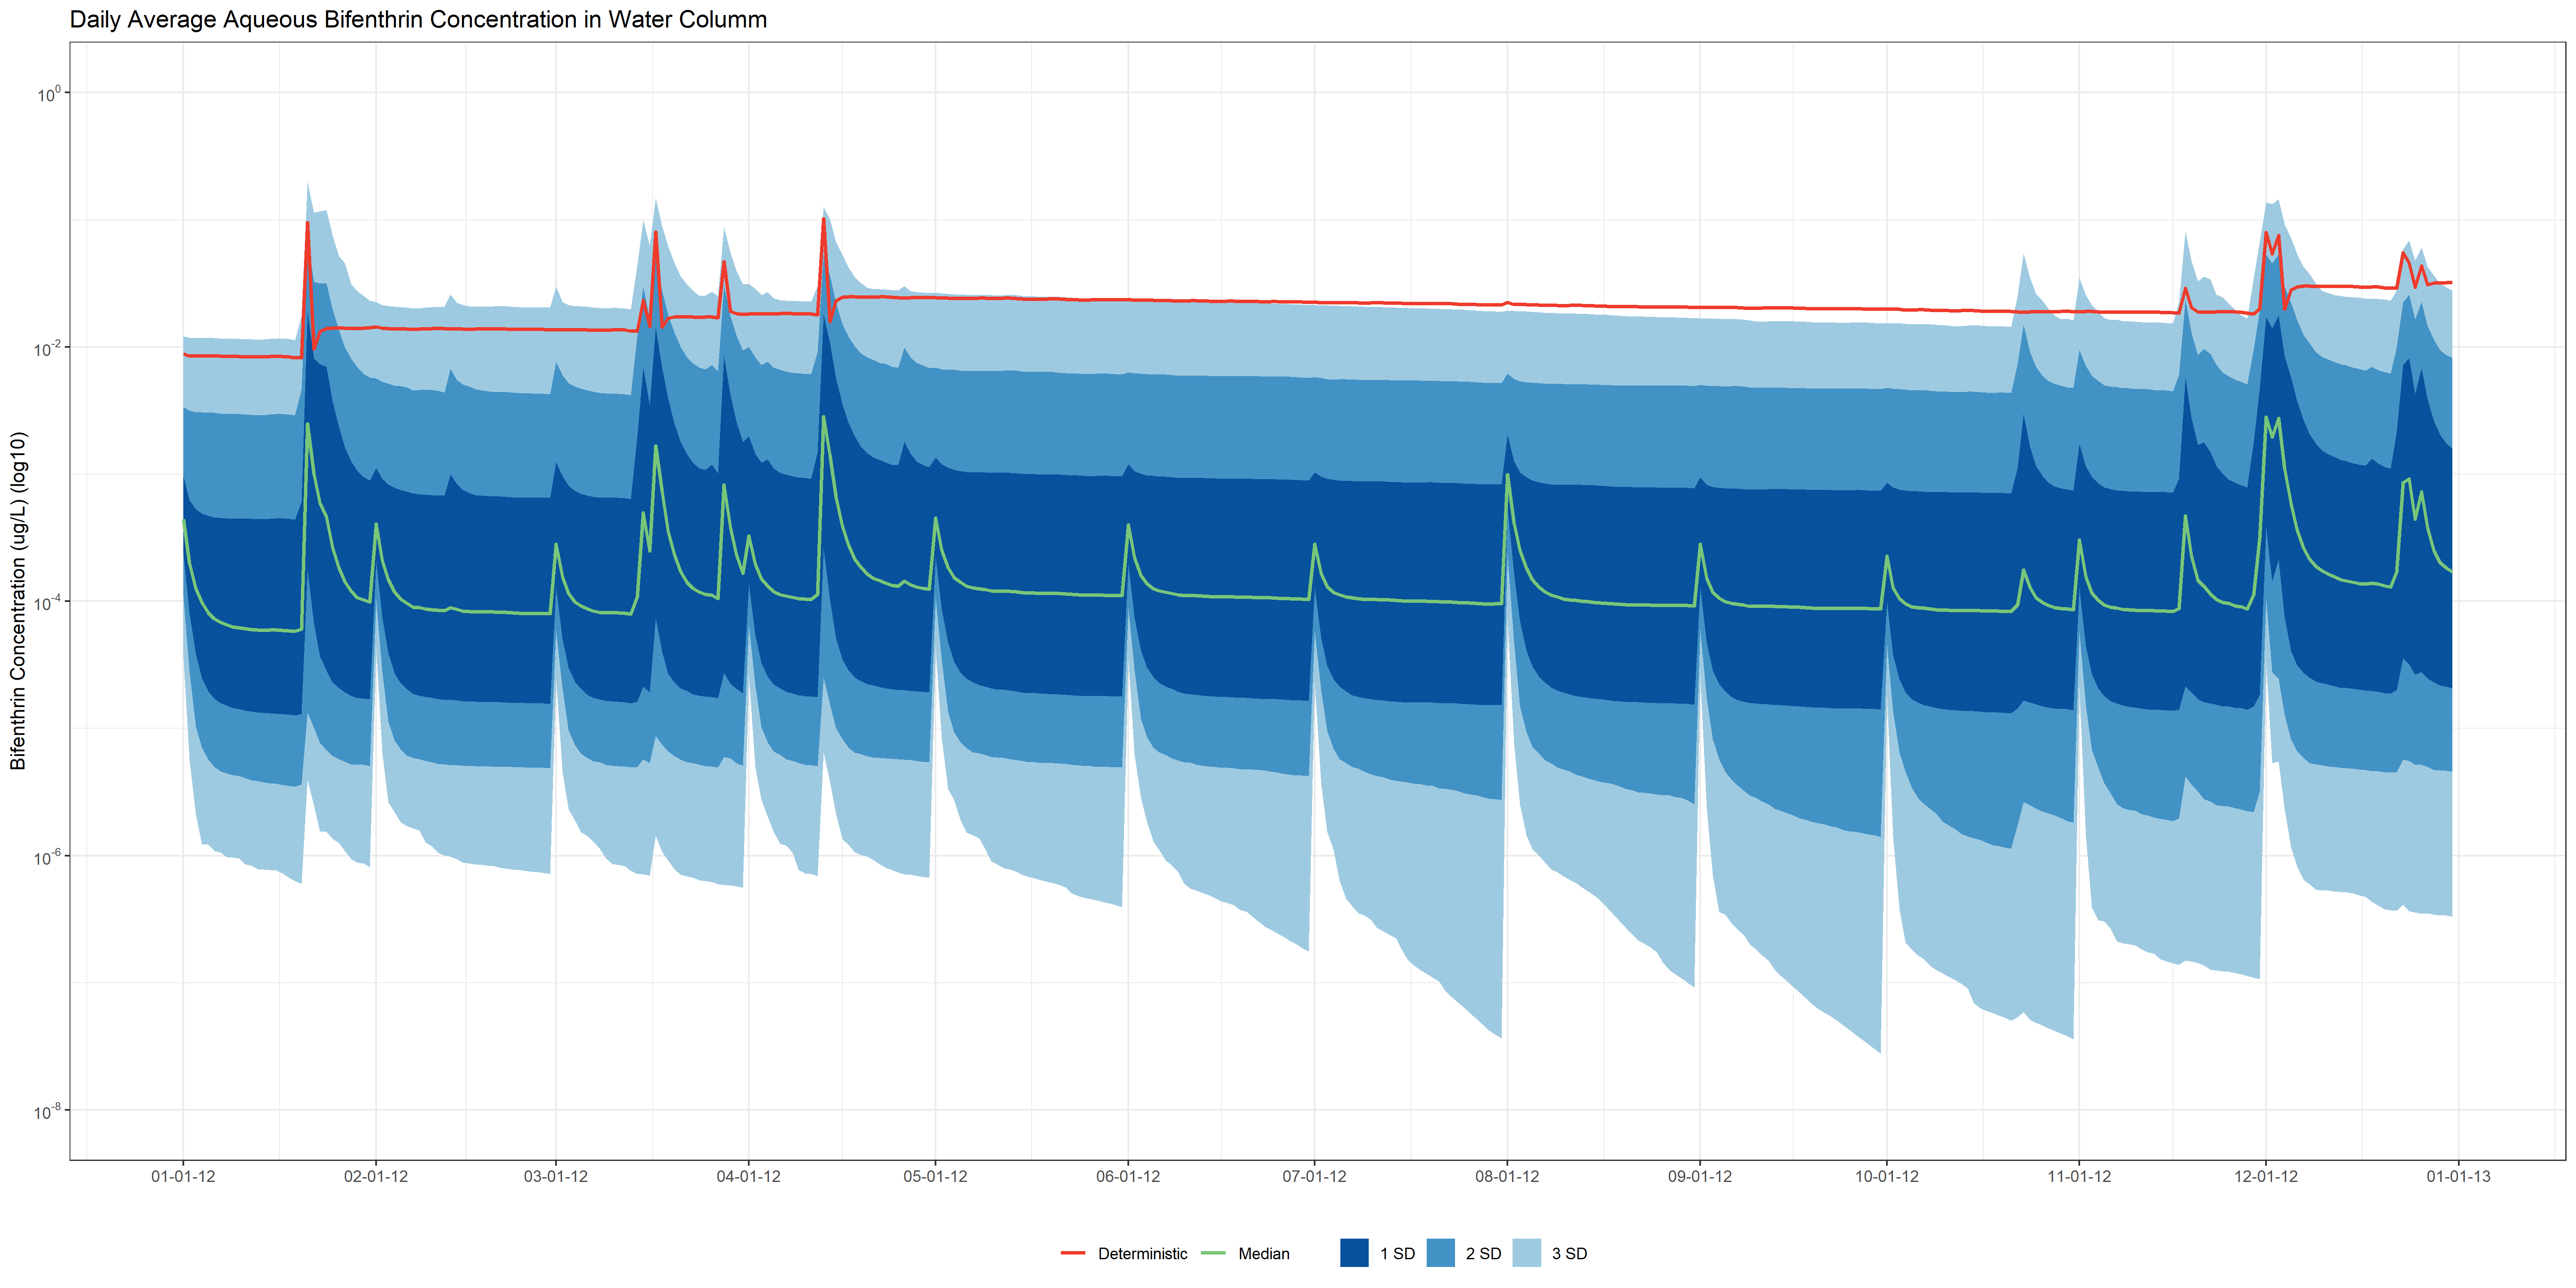 Daily Average Aqueous Bifenthrin Concentration in Water Columm
Bifenthrin Concentration (ug/L) (log10)
10^0
10^-2
10^-4
10^-6
10^-8
01-01-12 02-01-12 03-01-12 04-01-12 05-01-12 06-01-12 07-01-12 08-01-12 09-01-12 10-01-12 11-01-12 12-01-12 01-01-13
Deterministic Median 1 SD 2 SD 3 SD